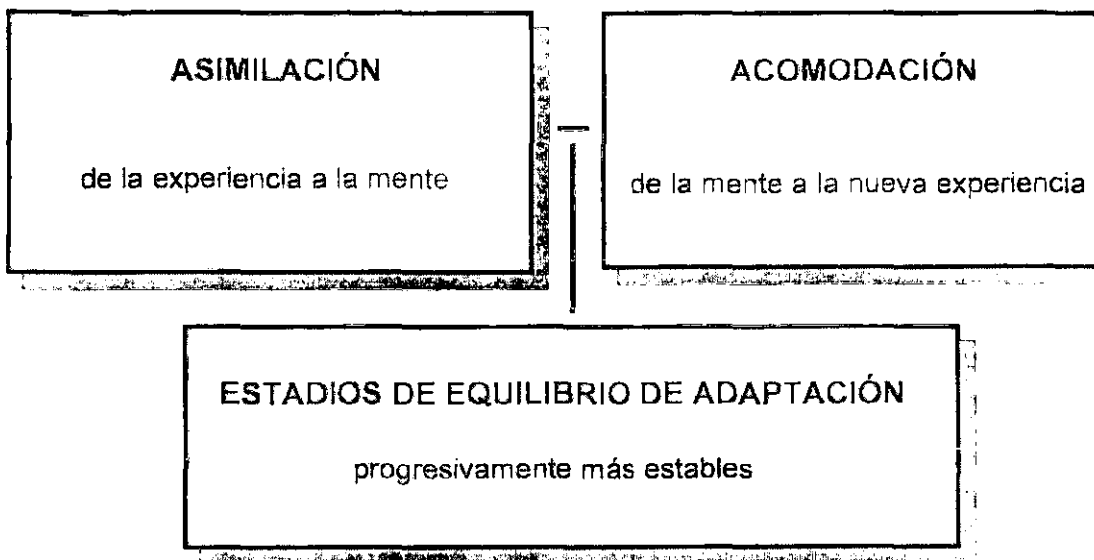 ASIMILACIÓN
de la experiencia a la mente
ACOMODACIÓN
de la mente a la nueva experiencia
ESTADIOS DE EQUILIBRIO DE ADAPTACIÓN
progresivamente más estables